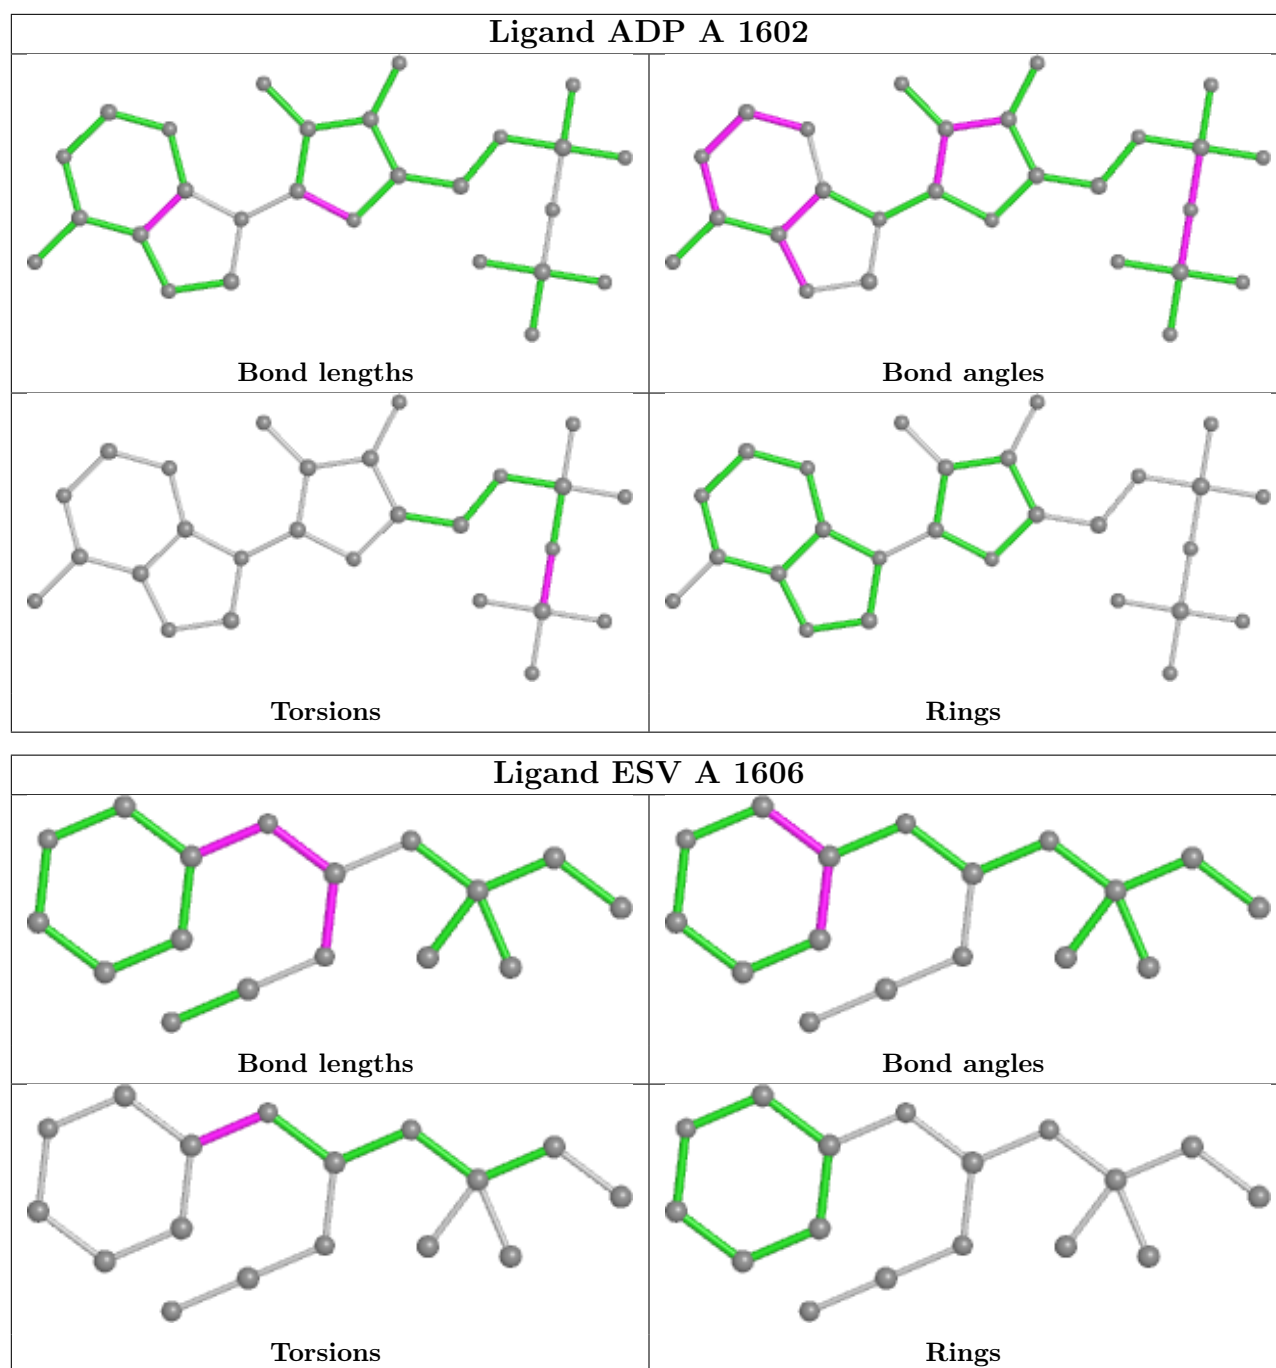 Ligand ADP A 1602
Bond lengths
Bond angles
Torsions
Rings
Ligand ESV A 1606
Bond lengths
Bond angles
Torsions
Rings